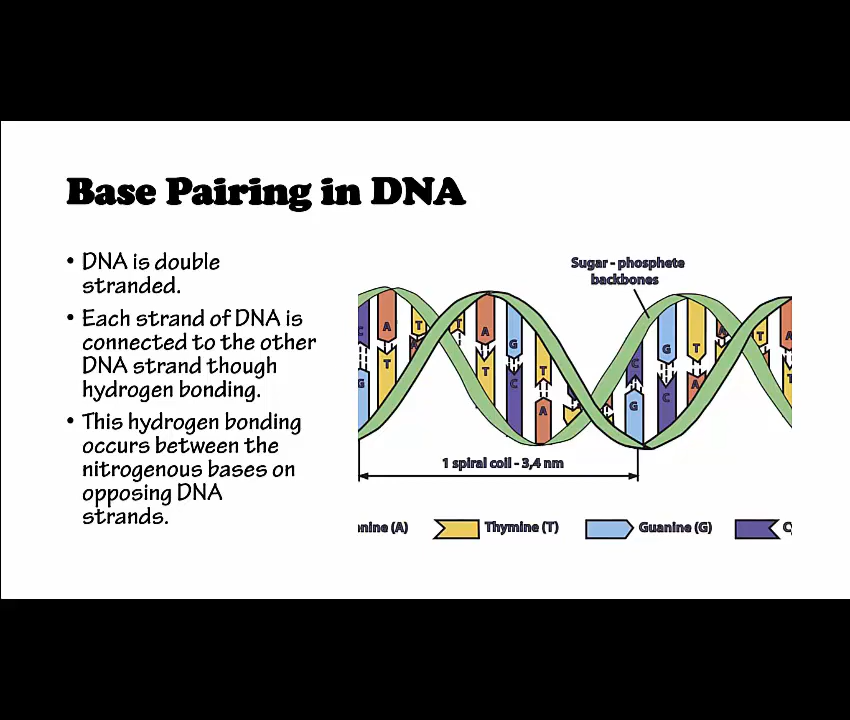 Base Pairing in DNA
• DNA is double
stranded.
• Each strand of DNA is
connected to the other
DNA strand though
hydrogen bonding.
• This hydrogen bonding
occurs between the
nitrogenous bases on
opposing DNA
strands.
Sugar - phosphete
backbones
C A T T A G G T A T A
G T A T C T A C G C A T
1 spiral coil - 3,4 nm
nine (A) Thymine (T) Guanine (G) C